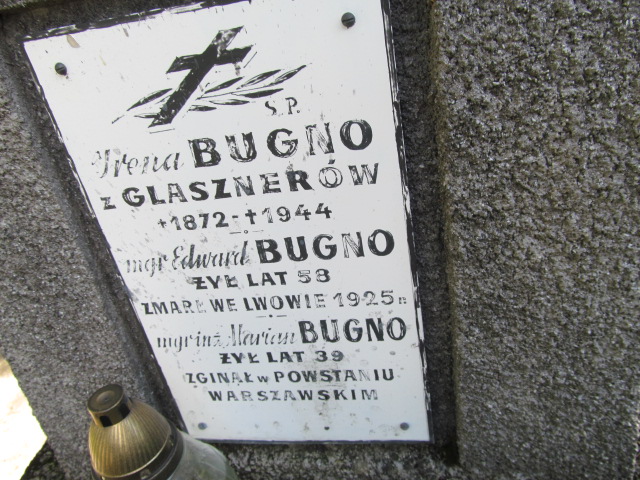 Ś.P.
Irena BUGNO
z GLASZNERÓW
*1872-†1944
mgr Edward BUGNO
ŻYŁ LAT 58
ZMARŁ WE LWOWIE 1925 R
mgr inż Marian BUGNO
ŻYŁ LAT 39
ZGINĄŁ w POWSTANIU
WARSZAWSKIM